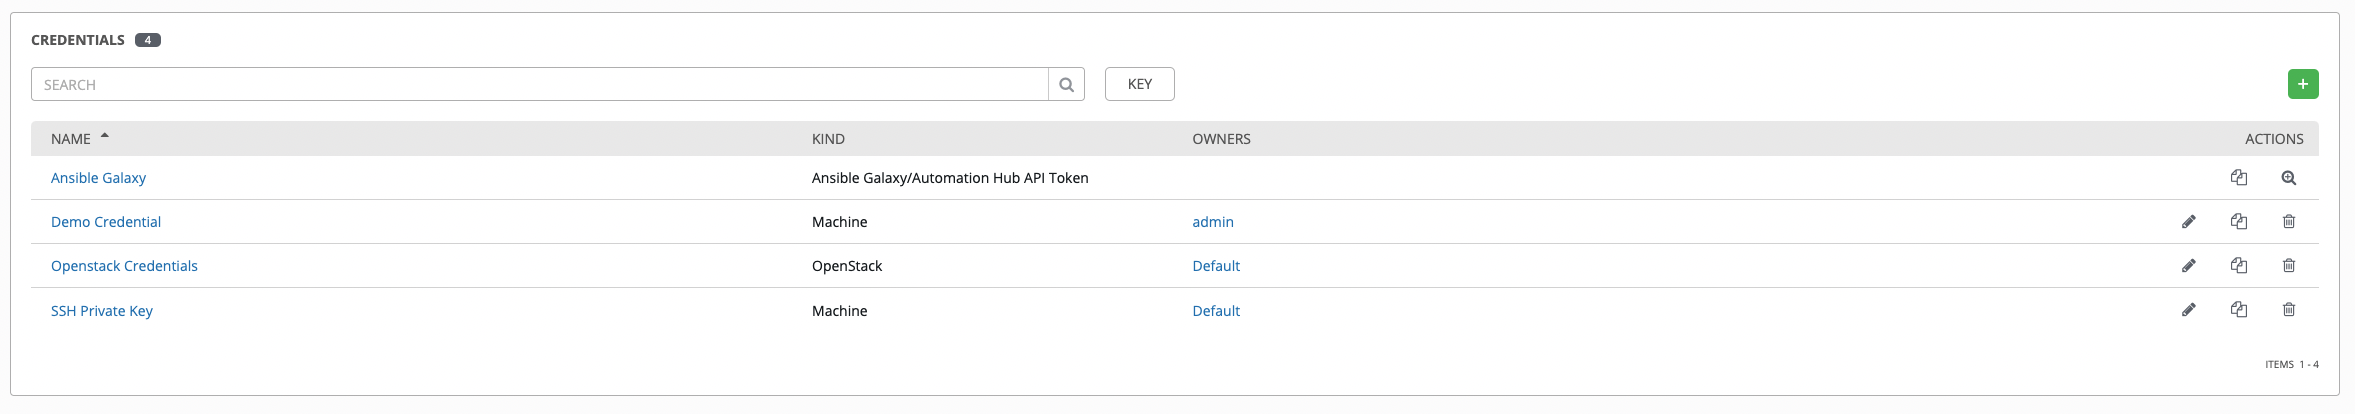 CREDENTIALS 4
SEARCH KEY +
NAME KIND OWNERS ACTIONS
Ansible Galaxy Ansible Galaxy/Automation Hub API Token
Demo Credential Machine admin
Openstack Credentials OpenStack Default
SSH Private Key Machine Default
ITEMS 1 - 4